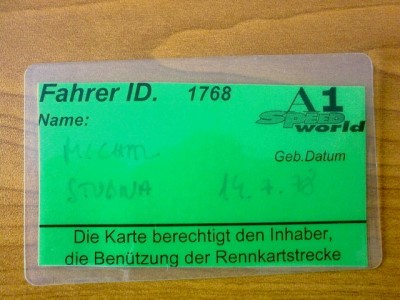 Fahrer ID. 1768
A1
SPEED
world
Name:
Geb.Datum
STUDNA 14.7.78
Die Karte berechtigt den Inhaber,
die Benützung der Rennkartstrecke